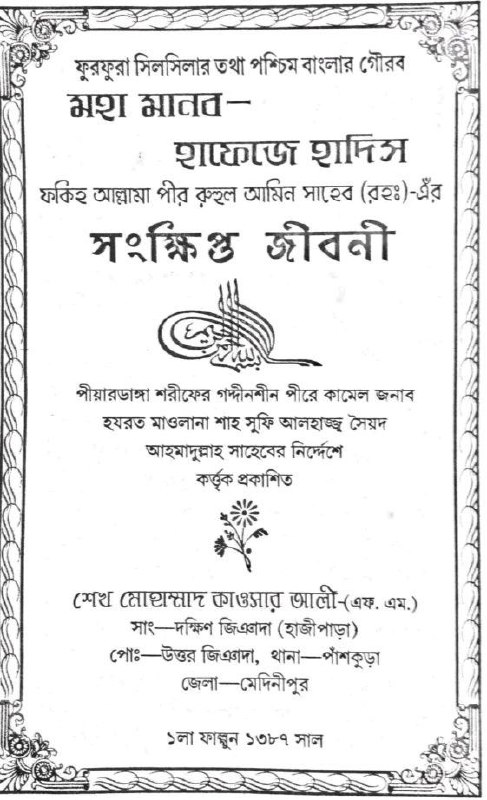 ফুরফুরা সিলসিলার তথা পশ্চিম বাংলার গৌরব
মহা মানব—
হাফেজে হাদিস
ফকিহ আল্লামা পীর রুহুল আমিন সাহেব (রহঃ)-এঁর
সংক্ষিপ্ত জীবনী
পীয়ারডাঙ্গা শরীফের গদ্দীনশীন পীরে কামেল জনাব
হযরত মাওলানা শাহ সুফি আলহাজ্ব সৈয়দ
আহমাদুল্লাহ সাহেবের নির্দ্দেশে
কর্ত্তৃক প্রকাশিত
শেখ মোহাম্মাদ কাওসার আলী-(এফ. এম.)
সাং—দক্ষিণ জিঞাদা (হাজীপাড়া)
পোঃ—উত্তর জিঞাদা, থানা—পাঁশকুড়া
জেলা—মেদিনীপুর
১লা ফাল্গুন ১৩৮৭ সাল